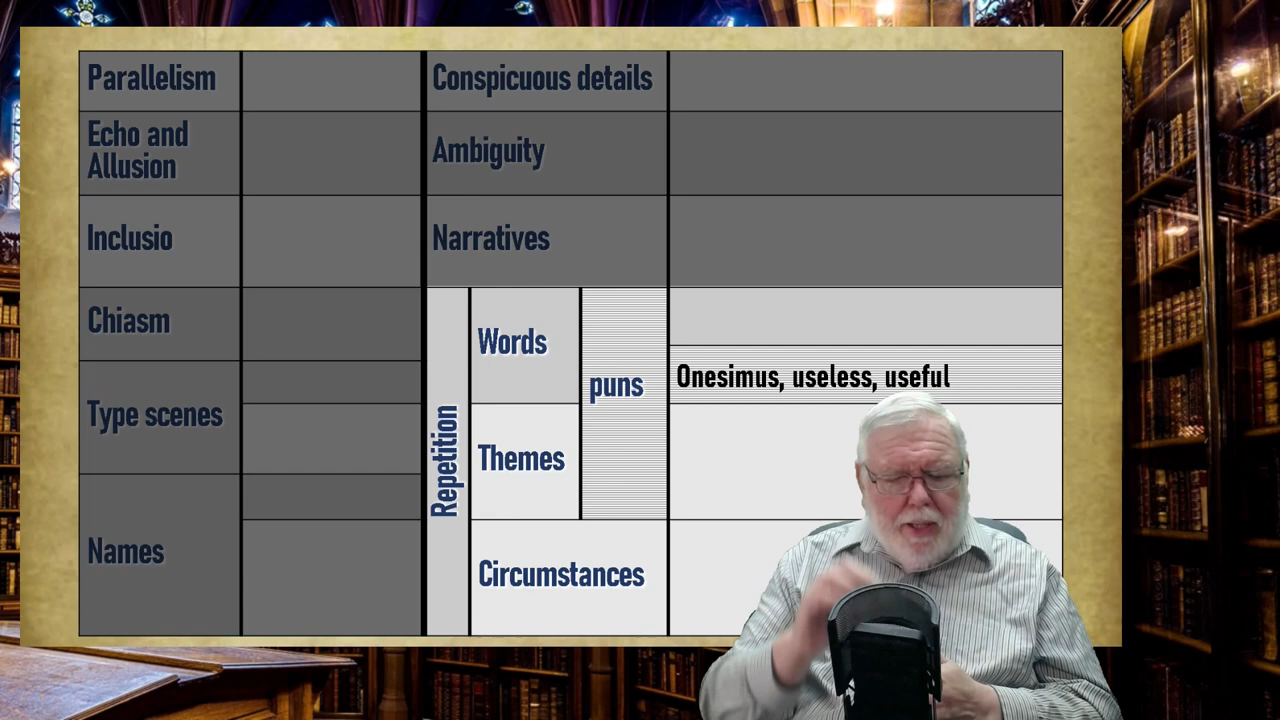 Parallelism
Conspicuous details
Echo and
Allusion
Ambiguity
Inclusio
Narratives
Chiasm
Type scenes
Names
Repetition
Words
puns
Onesimus, useless, useful
Themes
Circumstances